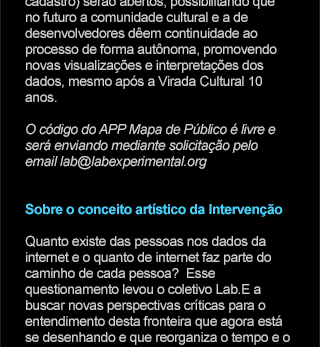 cadastro) serão abertos, possibilitando que
no futuro a comunidade cultural e a de
desenvolvedores dêem continuidade ao
processo de forma autônoma, promovendo
novas visualizações e interpretações dos
dados, mesmo após a Virada Cultural 10
anos.
O código do APP Mapa de Público é livre e
será enviando mediante solicitação pelo
email lab@labexperimental.org
Sobre o conceito artístico da Intervenção
Quanto existe das pessoas nos dados da
internet e o quanto de internet faz parte do
caminho de cada pessoa? Esse
questionamento levou o coletivo Lab.E a
buscar novas perspectivas críticas para o
entendimento desta fronteira que agora está
se desenhando e que reorganiza o tempo e o